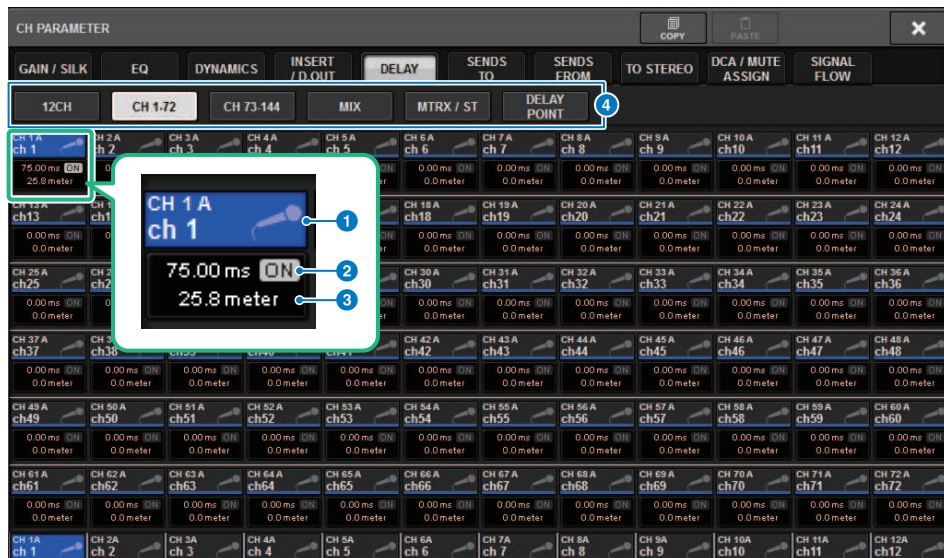 CH PARAMETER
COPY
PASTE
GAIN / SILK EQ DYNAMICS INSERT / D.OUT DELAY SENDS TO SENDS FROM TO STEREO DCA / MUTE ASSIGN SIGNAL FLOW
12CH CH 1-72 CH 73-144 MIX MTRX / ST DELAY POINT 4
CH 1 A CH 2 A CH 3 A CH 4 A CH 5 A CH 6 A CH 7 A CH 8 A CH 9 A CH 10 A CH 11 A CH 12 A
ch 1 ch 2 ch 3 ch 4 ch 5 ch 6 ch 7 ch 8 ch 9 ch10 ch11 ch12
75.00 ms ON ON 0.00 ms ON 0.00 ms ON 0.00 ms ON 0.00 ms ON 0.00 ms ON 0.00 ms ON 0.00 ms ON
25.8 meter 0.0 meter 0.0 meter 0.0 meter 0.0 meter 0.0 meter 0.0 meter 0.0 meter
CH 1 A
ch 1
1
75.00 ms ON
2
25.8 meter
3
CH 13 A CH 18 A CH 19 A CH 20 A CH 21 A CH 22 A CH 23 A CH 24 A
ch13 ch18 ch19 ch20 ch21 ch22 ch23 ch24
0.00 ms ON 0.00 ms ON 0.00 ms ON 0.00 ms ON 0.00 ms ON 0.00 ms ON 0.00 ms ON 0.00 ms ON
0.0 meter 0.0 meter 0.0 meter 0.0 meter 0.0 meter 0.0 meter 0.0 meter 0.0 meter
CH 25 A CH 30 A CH 31 A CH 32 A CH 33 A CH 34 A CH 35 A CH 36 A
ch25 ch30 ch31 ch32 ch33 ch34 ch35 ch36
0.00 ms ON 0.00 ms ON 0.00 ms ON 0.00 ms ON 0.00 ms ON 0.00 ms ON 0.00 ms ON 0.00 ms ON
0.0 meter 0.0 meter 0.0 meter 0.0 meter 0.0 meter 0.0 meter 0.0 meter 0.0 meter
CH 37 A CH 42 A CH 43 A CH 44 A CH 45 A CH 46 A CH 47 A CH 48 A
ch37 ch38 ch42 ch43 ch44 ch45 ch46 ch47 ch48
0.00 ms ON 0.00 ms ON 0.00 ms ON 0.00 ms ON 0.00 ms ON 0.00 ms ON 0.00 ms ON 0.00 ms ON 0.00 ms ON 0.00 ms ON 0.00 ms ON 0.00 ms ON
0.0 meter 0.0 meter 0.0 meter 0.0 meter 0.0 meter 0.0 meter 0.0 meter 0.0 meter 0.0 meter 0.0 meter 0.0 meter 0.0 meter
CH 49 A CH 50 A CH 51 A CH 52 A CH 53 A CH 54 A CH 55 A CH 56 A CH 57 A CH 58 A CH 59 A CH 60 A
ch49 ch50 ch51 ch52 ch53 ch54 ch55 ch56 ch57 ch58 ch59 ch60
0.00 ms ON 0.00 ms ON 0.00 ms ON 0.00 ms ON 0.00 ms ON 0.00 ms ON 0.00 ms ON 0.00 ms ON 0.00 ms ON 0.00 ms ON 0.00 ms ON 0.00 ms ON
0.0 meter 0.0 meter 0.0 meter 0.0 meter 0.0 meter 0.0 meter 0.0 meter 0.0 meter 0.0 meter 0.0 meter 0.0 meter 0.0 meter
CH 61 A CH 62 A CH 63 A CH 64 A CH 65 A CH 66 A CH 67 A CH 68 A CH 69 A CH 70 A CH 71 A CH 72 A
ch61 ch62 ch63 ch64 ch65 ch66 ch67 ch68 ch69 ch70 ch71 ch72
0.00 ms ON 0.00 ms ON 0.00 ms ON 0.00 ms ON 0.00 ms ON 0.00 ms ON 0.00 ms ON 0.00 ms ON 0.00 ms ON 0.00 ms ON 0.00 ms ON 0.00 ms ON
0.0 meter 0.0 meter 0.0 meter 0.0 meter 0.0 meter 0.0 meter 0.0 meter 0.0 meter 0.0 meter 0.0 meter 0.0 meter 0.0 meter
CH 1A CH 2A CH 3A CH 4A CH 5A CH 6A CH 7A CH 8A CH 9A CH 10A CH 11A CH 12A
ch 1 ch 2 ch 3 ch 4 ch 5 ch 6 ch 7 ch 8 ch 9 ch10 ch11 ch12